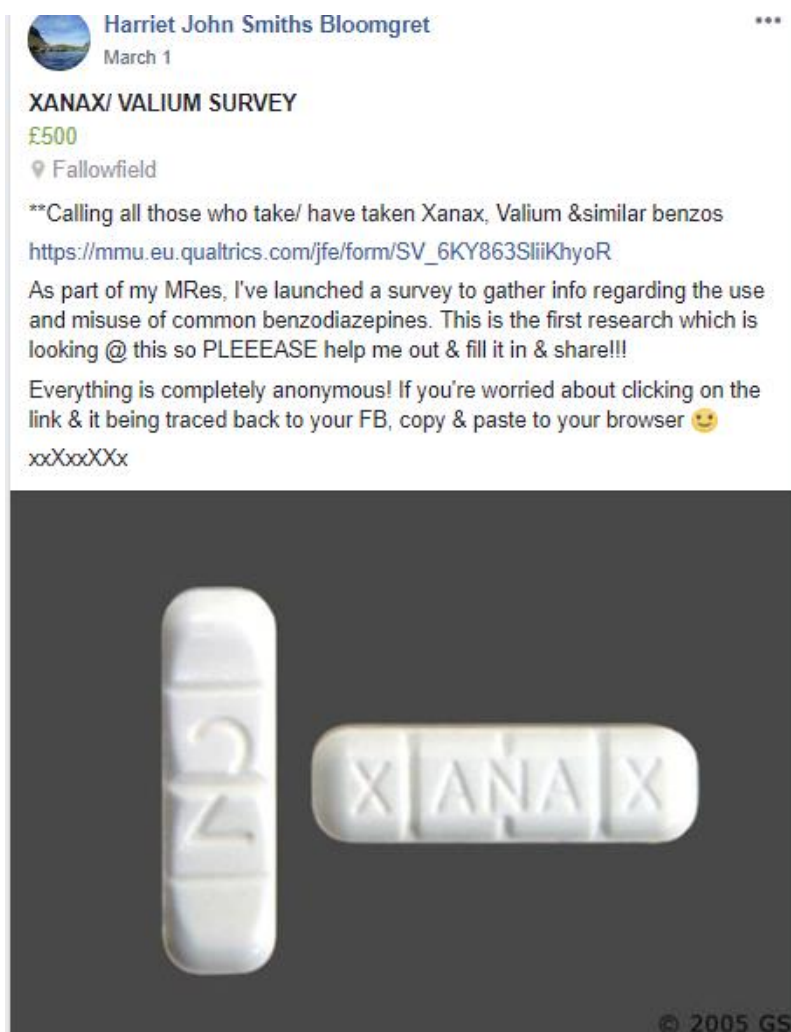 Harriet John Smiths Bloomgret
March 1
XANAX/ VALIUM SURVEY
£500
Fallowfield
**Calling all those who take/ have taken Xanax, Valium &similar benzos
https://mmu.eu.qualtrics.com/jfe/form/SV_6KY863SliiKhyoR
As part of my MRes, I've launched a survey to gather info regarding the use
and misuse of common benzodiazepines. This is the first research which is
looking @ this so PLEEEASE help me out & fill it in & share!!!
Everything is completely anonymous! If you're worried about clicking on the
link & it being traced back to your FB, copy & paste to your browser 🙂
xxXxxXXx
2
X ANA X
© 2005 GS